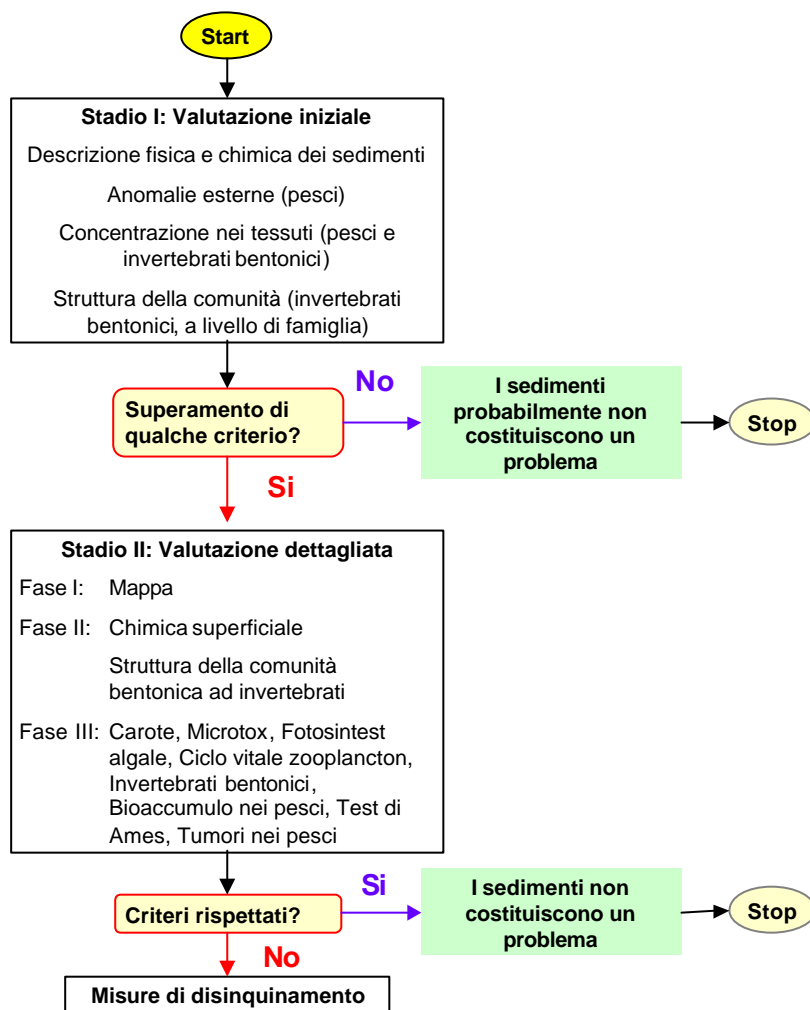 Start
Stadio I: Valutazione iniziale
Descrizione fisica e chimica dei sedimenti
Anomalie esterne (pesci)
Concentrazione nei tessuti (pesci e
invertebrati bentonici)
Struttura della comunità (invertebrati
bentonici, a livello di famiglia)
Superamento di
qualche criterio?
No
I sedimenti
probabilmente non
costituiscono un
problema
Stop
Si
Stadio II: Valutazione dettagliata
Fase I: Mappa
Fase II: Chimica superficiale
Struttura della comunità
bentonica ad invertebrati
Fase III: Carote, Microtox, Fotosintest
algale, Ciclo vitale zooplancton,
Invertebrati bentonici,
Bioaccumulo nei pesci, Test di
Ames, Tumori nei pesci
Criteri rispettati?
Si
I sedimenti non
costituiscono un
problema
Stop
No
Misure di disinquinamento